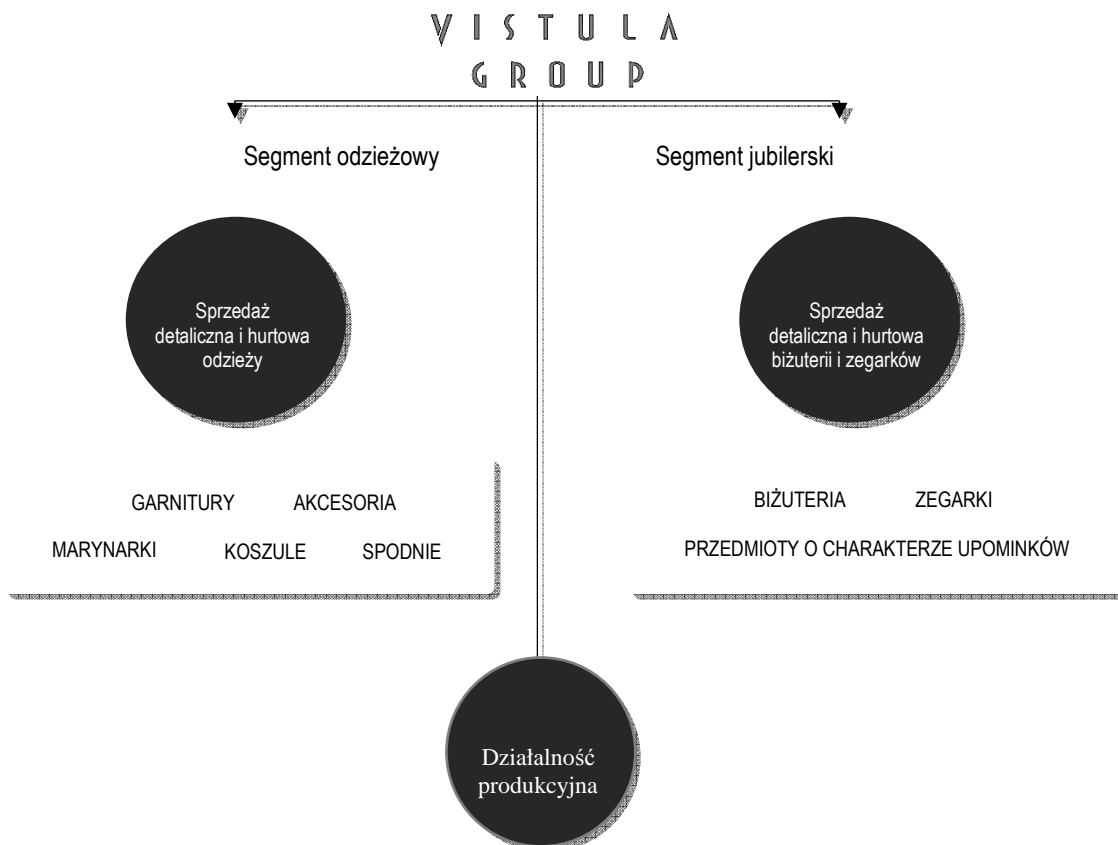 VISTULA
GROUP
Segment odzieżowy
Segment jubilerski
Sprzedaż
detaliczna i hurtowa
odzieży
Sprzedaż
detaliczna i hurtowa
biżuterii i zegarków
GARNITURY AKCESORIA
MARYNARKI KOSZULE SPODNIE
BIŻUTERIA ZEGARKI
PRZEDMIOTY O CHARAKTERZE UPOMINKÓW
Działalność
produkcyjna